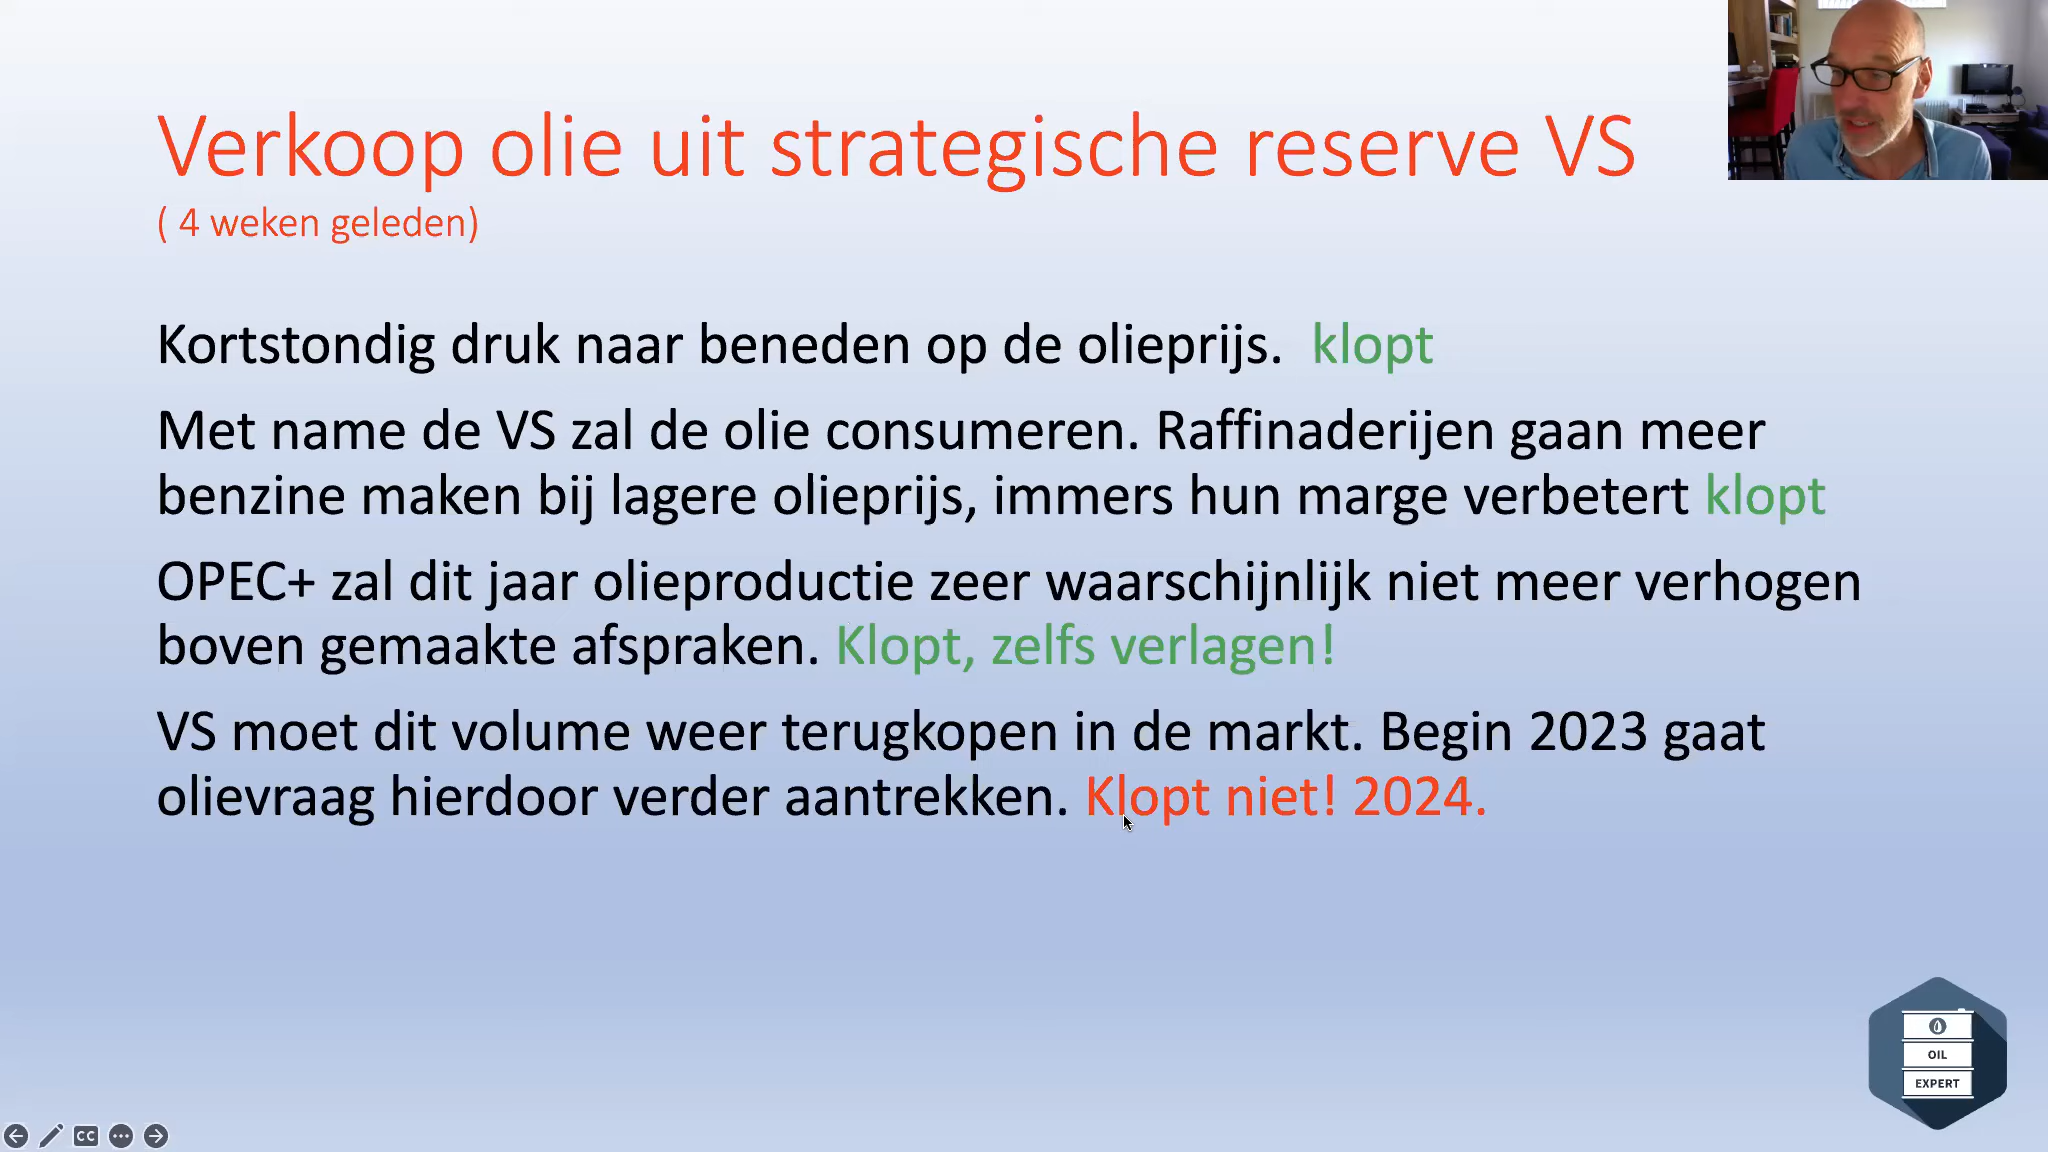 Verkoop olie uit strategische reserve VS
( 4 weken geleden)
Kortstondig druk naar beneden op de olieprijs. klopt
Met name de VS zal de olie consumeren. Raffinaderijen gaan meer
benzine maken bij lagere olieprijs, immers hun marge verbetert klopt
OPEC+ zal dit jaar olieproductie zeer waarschijnlijk niet meer verhogen
boven gemaakte afspraken. Klopt, zelfs verlagen!
VS moet dit volume weer terugkopen in de markt. Begin 2023 gaat
olievraag hierdoor verder aantrekken. Klopt niet! 2024.
OIL
EXPERT
CC